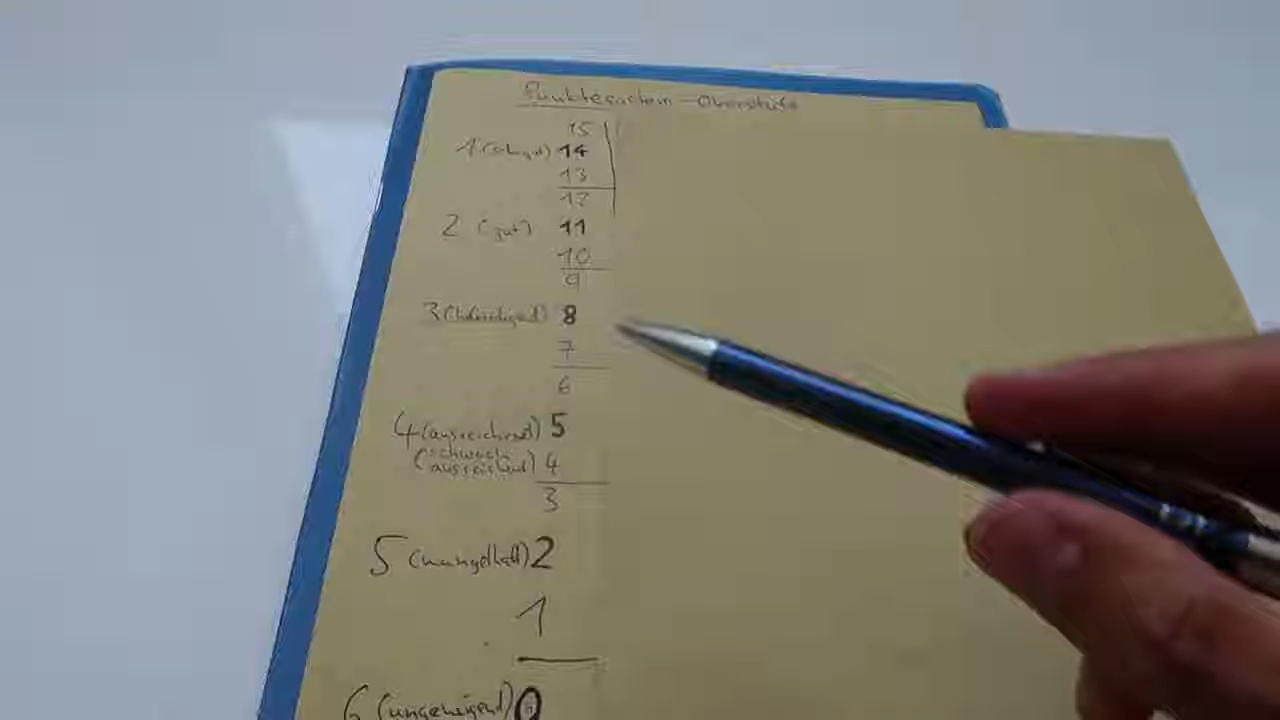 Punktesystem - Oberstufe
15
1 (sehr gut) 14
13
12
2 (gut) 11
10
9
3 (befriedigend) 8
7
6
4 (ausreichend) 5
(schwach ausreichend) 4
3
5 (mangelhaft) 2
1
6 (ungenügend) 0